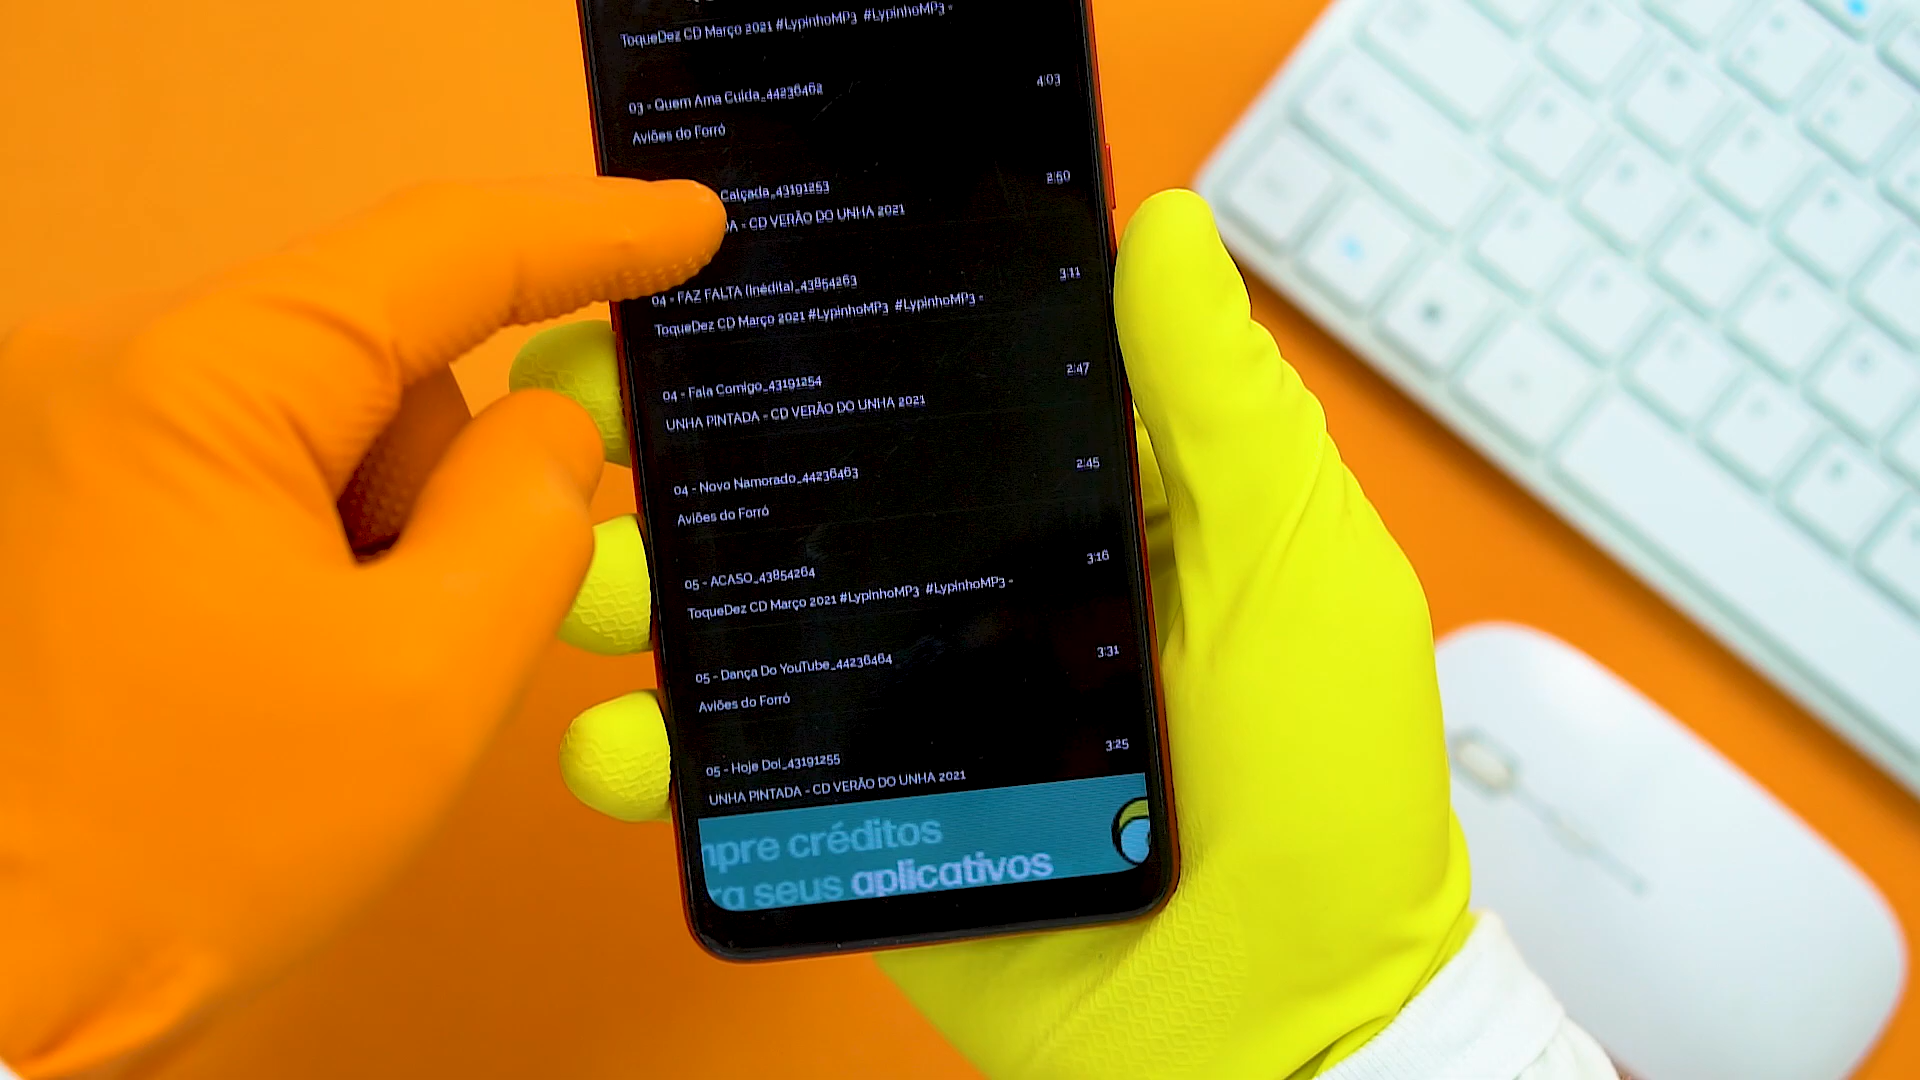 ToqueDez CD Março 2021 #LypinhoMP3 #LypinhoMP3 -
03 - Quem Ama Cuida_44236462
4:03
Aviões do Forró
Calçada_43191253
2:50
DA - CD VERÃO DO UNHA 2021
04 - FAZ FALTA (Inédita)_43854263
3:11
ToqueDez CD Março 2021 #LypinhoMP3 #LypinhoMP3 -
04 - Fala Comigo_43191254
2:47
UNHA PINTADA - CD VERÃO DO UNHA 2021
04 - Novo Namorado_44236463
2:45
Aviões do Forró
05 - ACASO_43854264
3:16
ToqueDez CD Março 2021 #LypinhoMP3 #LypinhoMP3 -
05 - Dança Do YouTube_44236464
3:31
Aviões do Forró
05 - Hoje Doi_43191255
3:25
UNHA PINTADA - CD VERÃO DO UNHA 2021
mpre créditos
ra seus aplicativos